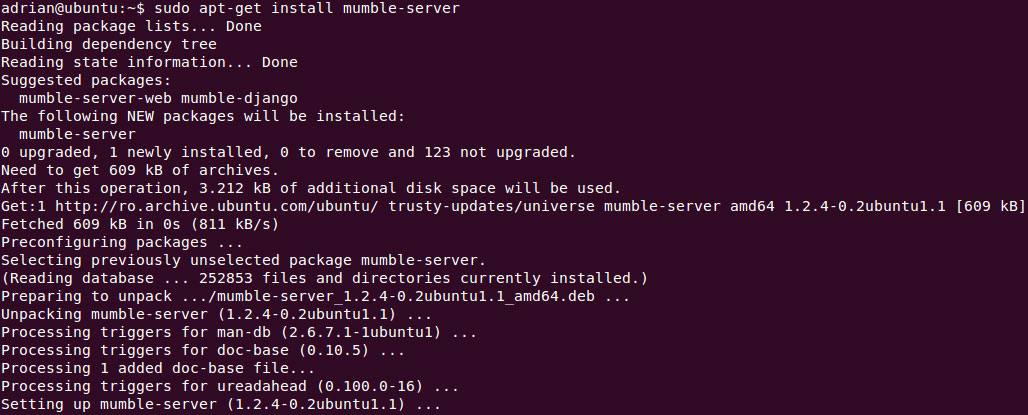 adrian@ubuntu:~$ sudo apt-get install mumble-server
Reading package lists... Done
Building dependency tree
Reading state information... Done
Suggested packages:
  mumble-server-web mumble-django
The following NEW packages will be installed:
  mumble-server
0 upgraded, 1 newly installed, 0 to remove and 123 not upgraded.
Need to get 609 kB of archives.
After this operation, 3.212 kB of additional disk space will be used.
Get:1 http://ro.archive.ubuntu.com/ubuntu/ trusty-updates/universe mumble-server amd64 1.2.4-0.2ubuntu1.1 [609 kB]
Fetched 609 kB in 0s (811 kB/s)
Preconfiguring packages ...
Selecting previously unselected package mumble-server.
(Reading database ... 252853 files and directories currently installed.)
Preparing to unpack .../mumble-server_1.2.4-0.2ubuntu1.1_amd64.deb ...
Unpacking mumble-server (1.2.4-0.2ubuntu1.1) ...
Processing triggers for man-db (2.6.7.1-1ubuntu1) ...
Processing triggers for doc-base (0.10.5) ...
Processing 1 added doc-base file...
Processing triggers for ureadahead (0.100.0-16) ...
Setting up mumble-server (1.2.4-0.2ubuntu1.1) ...